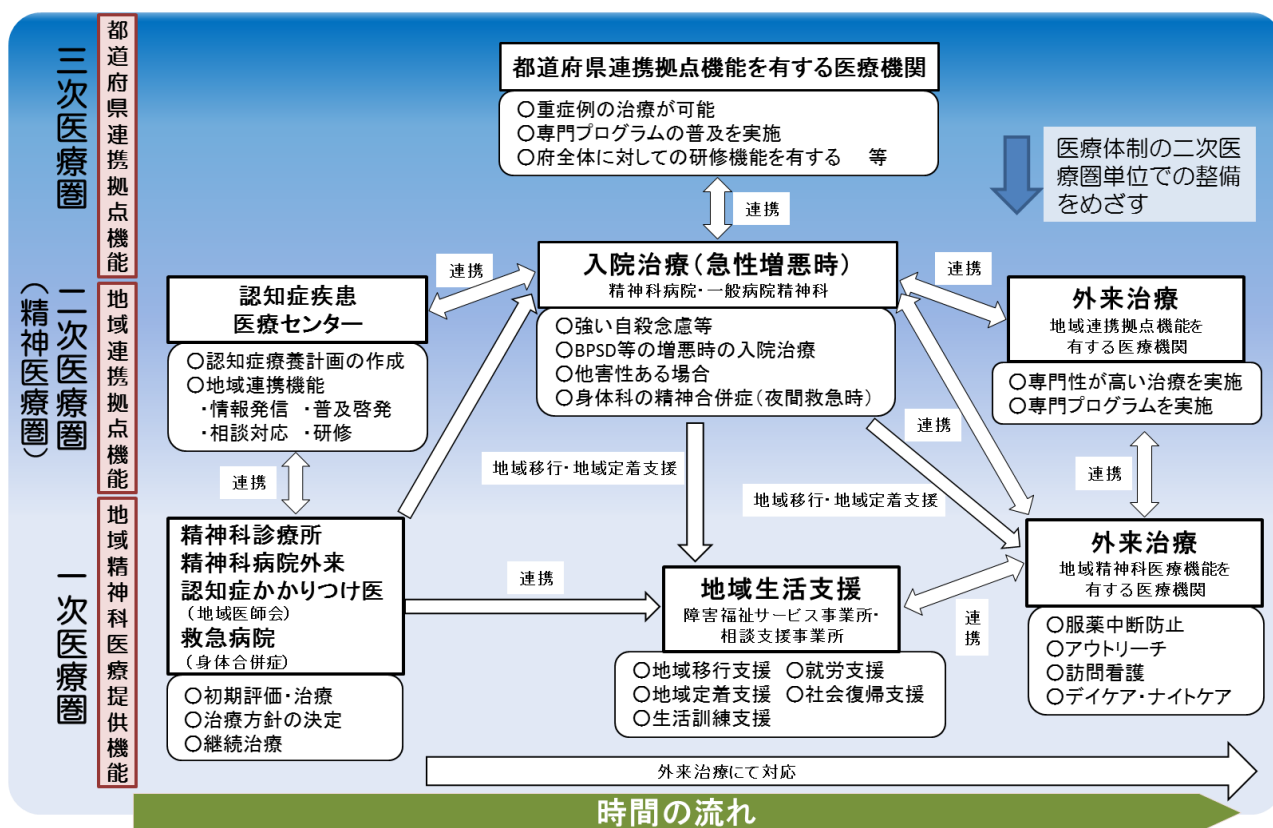 三次医療圏
都道府県連携拠点機能
二次医療圏
(精神医療圏)
地域連携拠点機能
一次医療圏
地域精神科医療提供機能
都道府県連携拠点機能を有する医療機関
○重症例の治療が可能
○専門プログラムの普及を実施
○府全体に対しての研修機能を有する　等
医療体制の二次医
療圏単位での整備
をめざす
連携
入院治療(急性増悪時)
精神科病院・一般病院精神科
○強い自殺念慮等
○BPSD等の増悪時の入院治療
○他害性ある場合
○身体科の精神合併症(夜間救急時)
連携
連携
認知症疾患
医療センター
○認知症療養計画の作成
○地域連携機能
・情報発信 ・普及啓発
・相談対応 ・研修
外来治療
地域連携拠点機能を
有する医療機関
○専門性が高い治療を実施
○専門プログラムを実施
連携
連携
連携
地域移行・地域定着支援
地域移行・地域定着支援
精神科診療所
精神科病院外来
認知症かかりつけ医
(地域医師会)
救急病院
(身体合併症)
○初期評価・治療
○治療方針の決定
○継続治療
連携
地域生活支援
障害福祉サービス事業所・
相談支援事業所
○地域移行支援 ○就労支援
○地域定着支援 ○社会復帰支援
○生活訓練支援
連携
外来治療
地域精神科医療機能を
有する医療機関
○服薬中断防止
○アウトリーチ
○訪問看護
○デイケア・ナイトケア
外来治療にて対応
時間の流れ